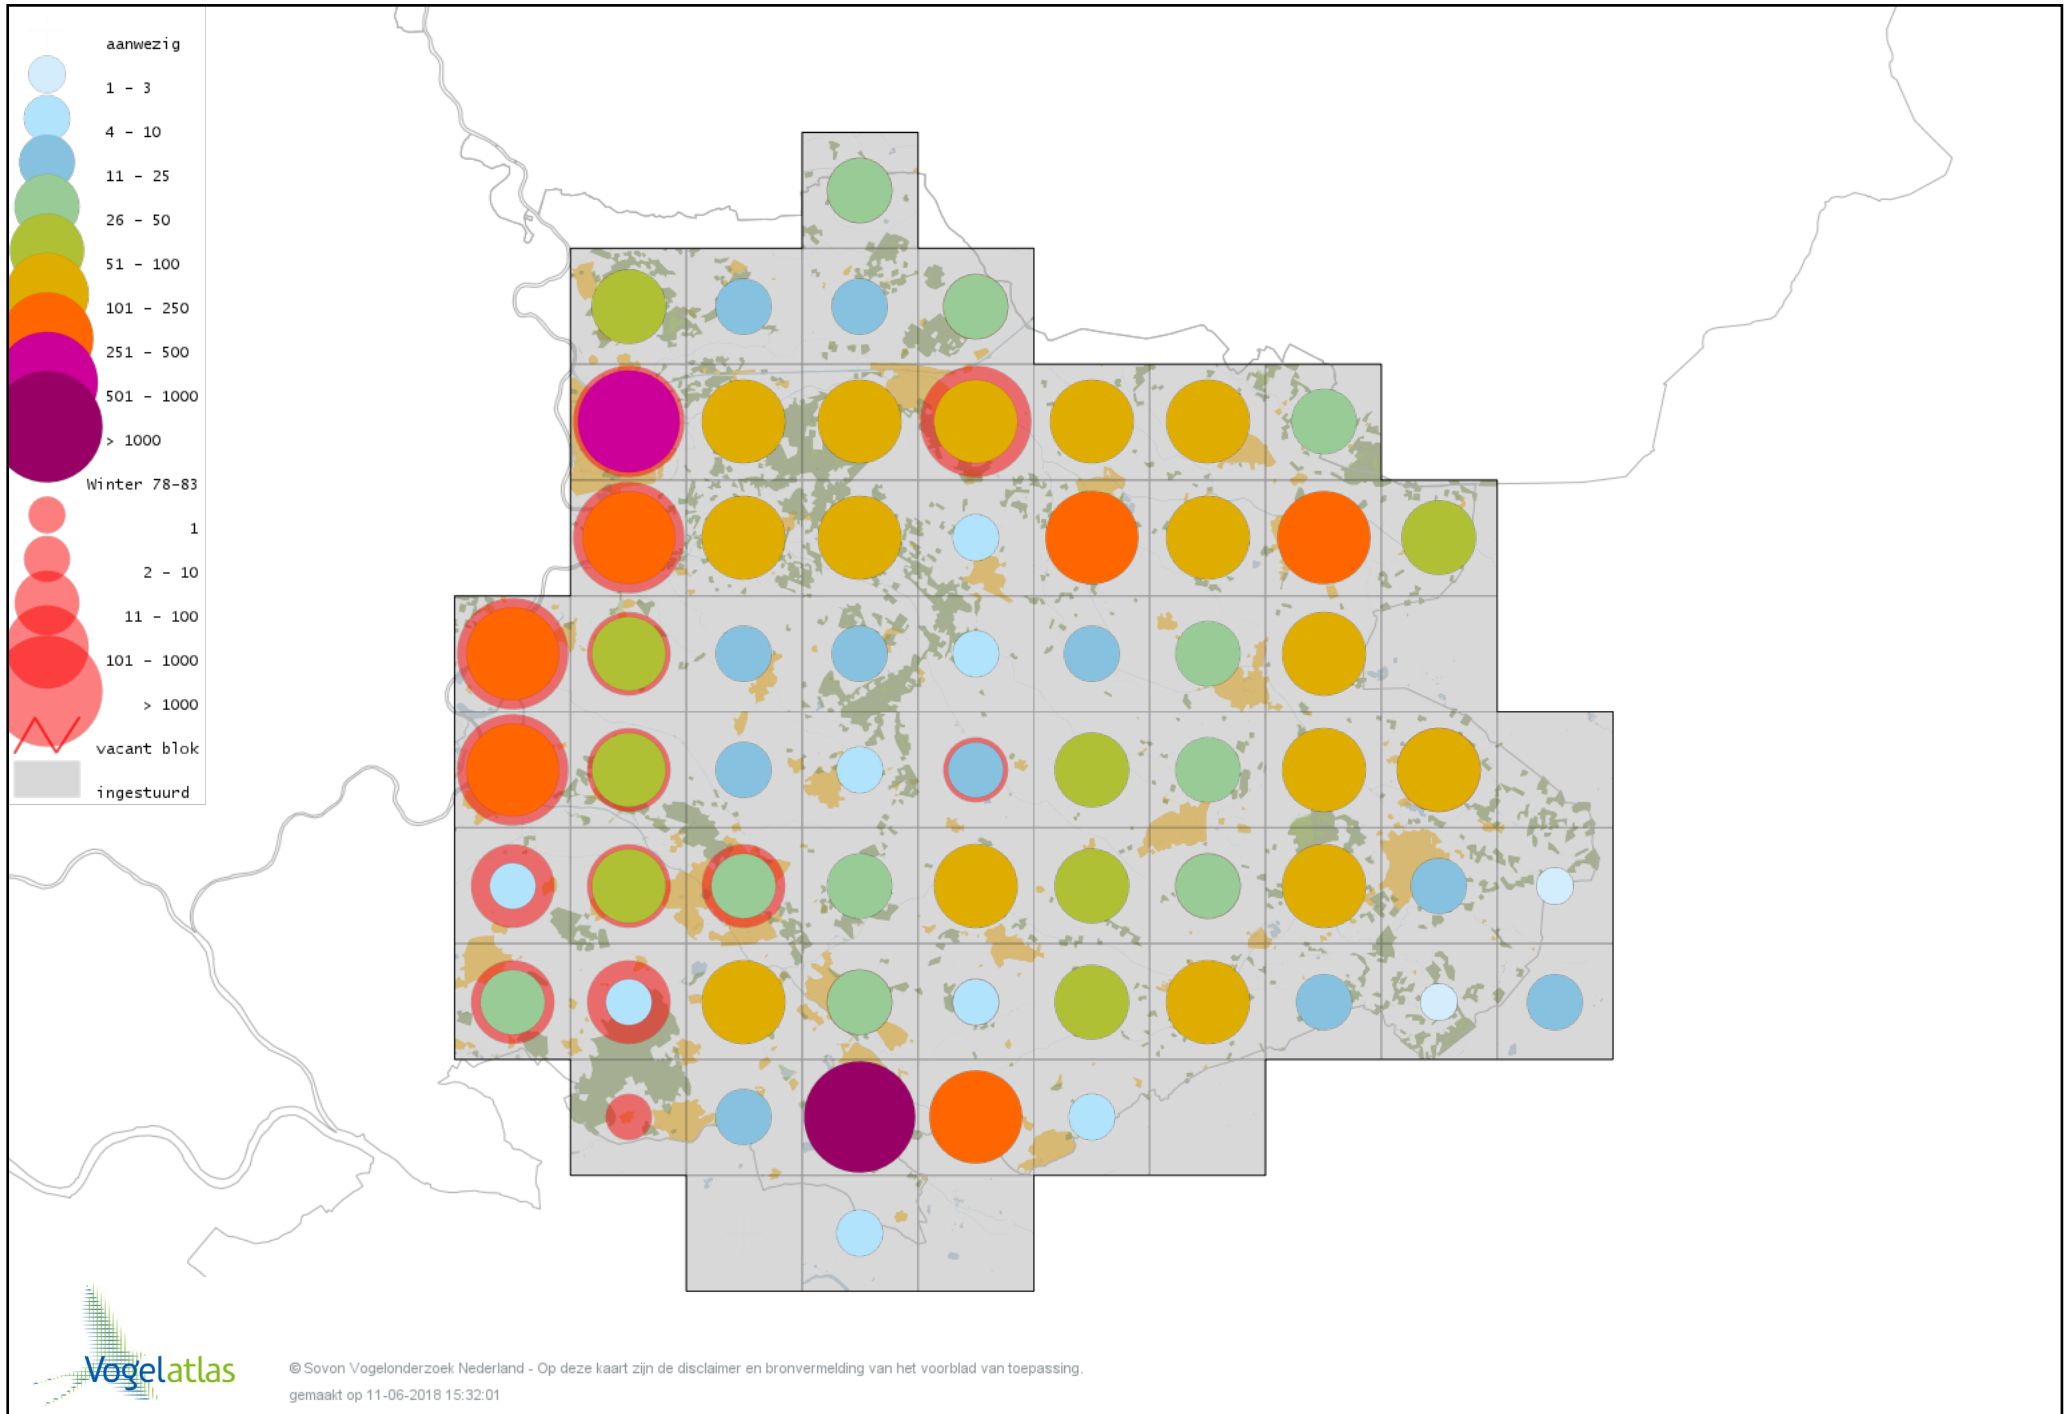 aanwezig
1 - 3
4 - 10
11 - 25
26 - 50
51 - 100
101 - 250
251 - 500
501 - 1000
> 1000
Winter 78-83
1
2 - 10
11 - 100
101 - 1000
> 1000
vacant blok
ingestuurd
Vogelatlas
© Sovon Vogelonderzoek Nederland - Op deze kaart zijn de disclaimer en bronvermelding van het voorblad van toepassing.
gemaakt op 11-06-2018 15:32:01